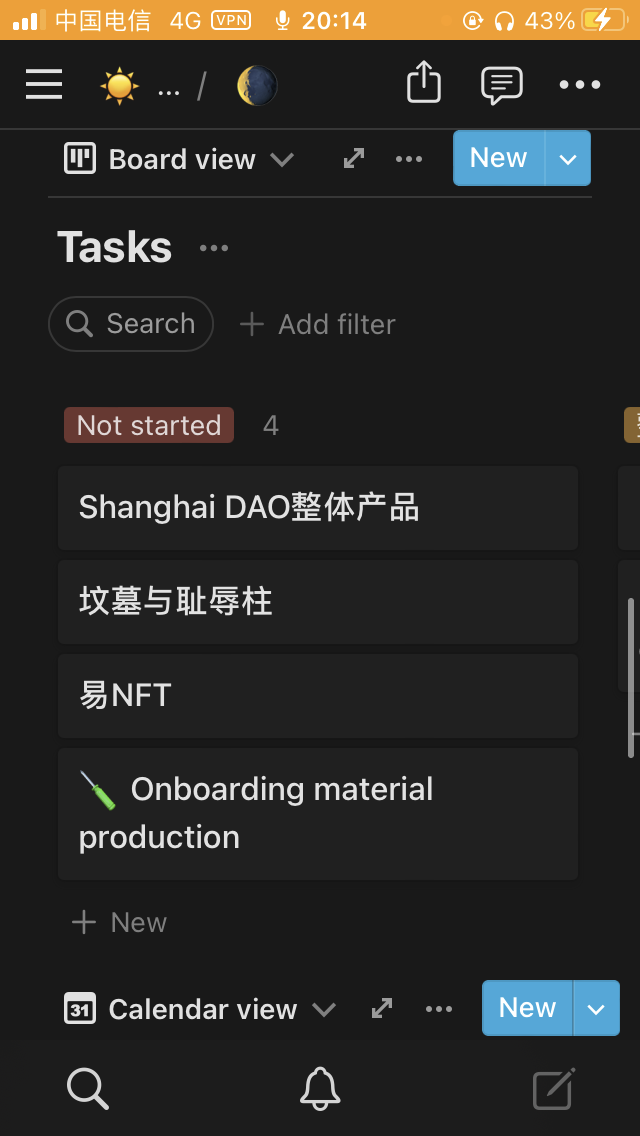 中国电信 4G VPN 20:14 43%
... /
Board view New
Tasks
Search Add filter
Not started 4
Shanghai DAO整体产品
坟墓与耻辱柱
易NFT
Onboarding material
production
New
31 Calendar view New